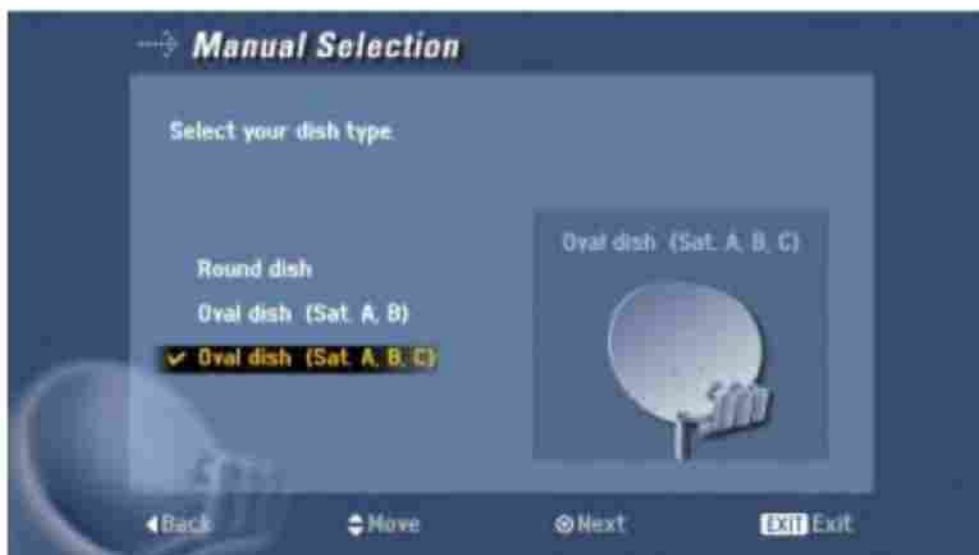 Manual Selection
Select your dish type.
Round dish
Oval dish (Sat. A, B)
Oval dish (Sat. A, B, C)
Oval dish (Sat. A, B, C)
Back
Move
Next
EXIT Exit